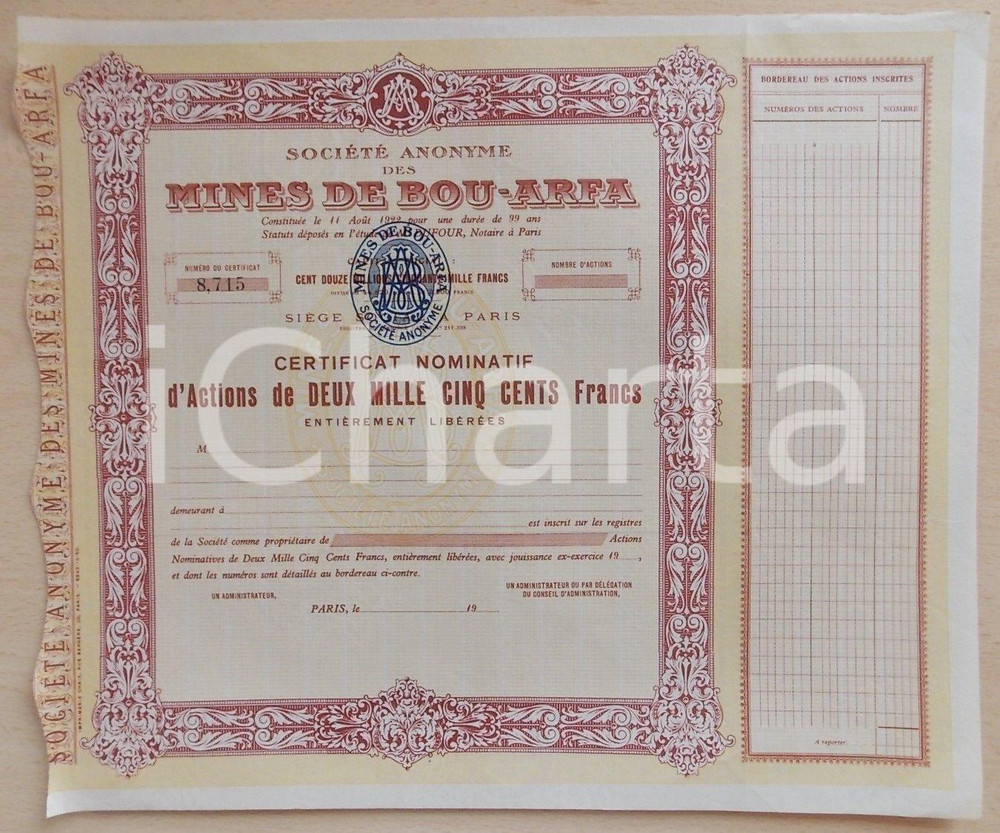 SOCIÉTÉ ANONYME DES MINES DE BOU-ARFA
SOCIÉTÉ ANONYME
DES
MINES DE BOU-ARFA
Constituée le 11 Août 1922 pour une durée de 99 ans
Statuts déposés en l'étude DUFOUR, Notaire à Paris
NUMÉRO DU CERTIFICAT
8,715
CENT DOUZE MILLE FRANCS
NOMBRE D'ACTIONS
MINES DE BOU-ARFA
SOCIÉTÉ ANONYME
SIÈGE A PARIS
CERTIFICAT NOMINATIF
d'Actions de DEUX MILLE CINQ CENTS Francs
ENTIÈREMENT LIBÉRÉES
iCharta
M
demeurant à
est inscrit sur les registres
de la Société comme propriétaire de Actions
Nominatives de Deux Mille Cinq Cents Francs, entièrement libérées, avec jouissance ex-exercice 19 ,
et dont les numéros sont détaillés au bordereau ci-contre.
UN ADMINISTRATEUR,
UN ADMINISTRATEUR OU PAR DÉLÉGATION
DU CONSEIL D'ADMINISTRATION,
PARIS, le 19
BORDEREAU DES ACTIONS INSCRITES
NUMÉROS DES ACTIONS NOMBRE
A reporter.